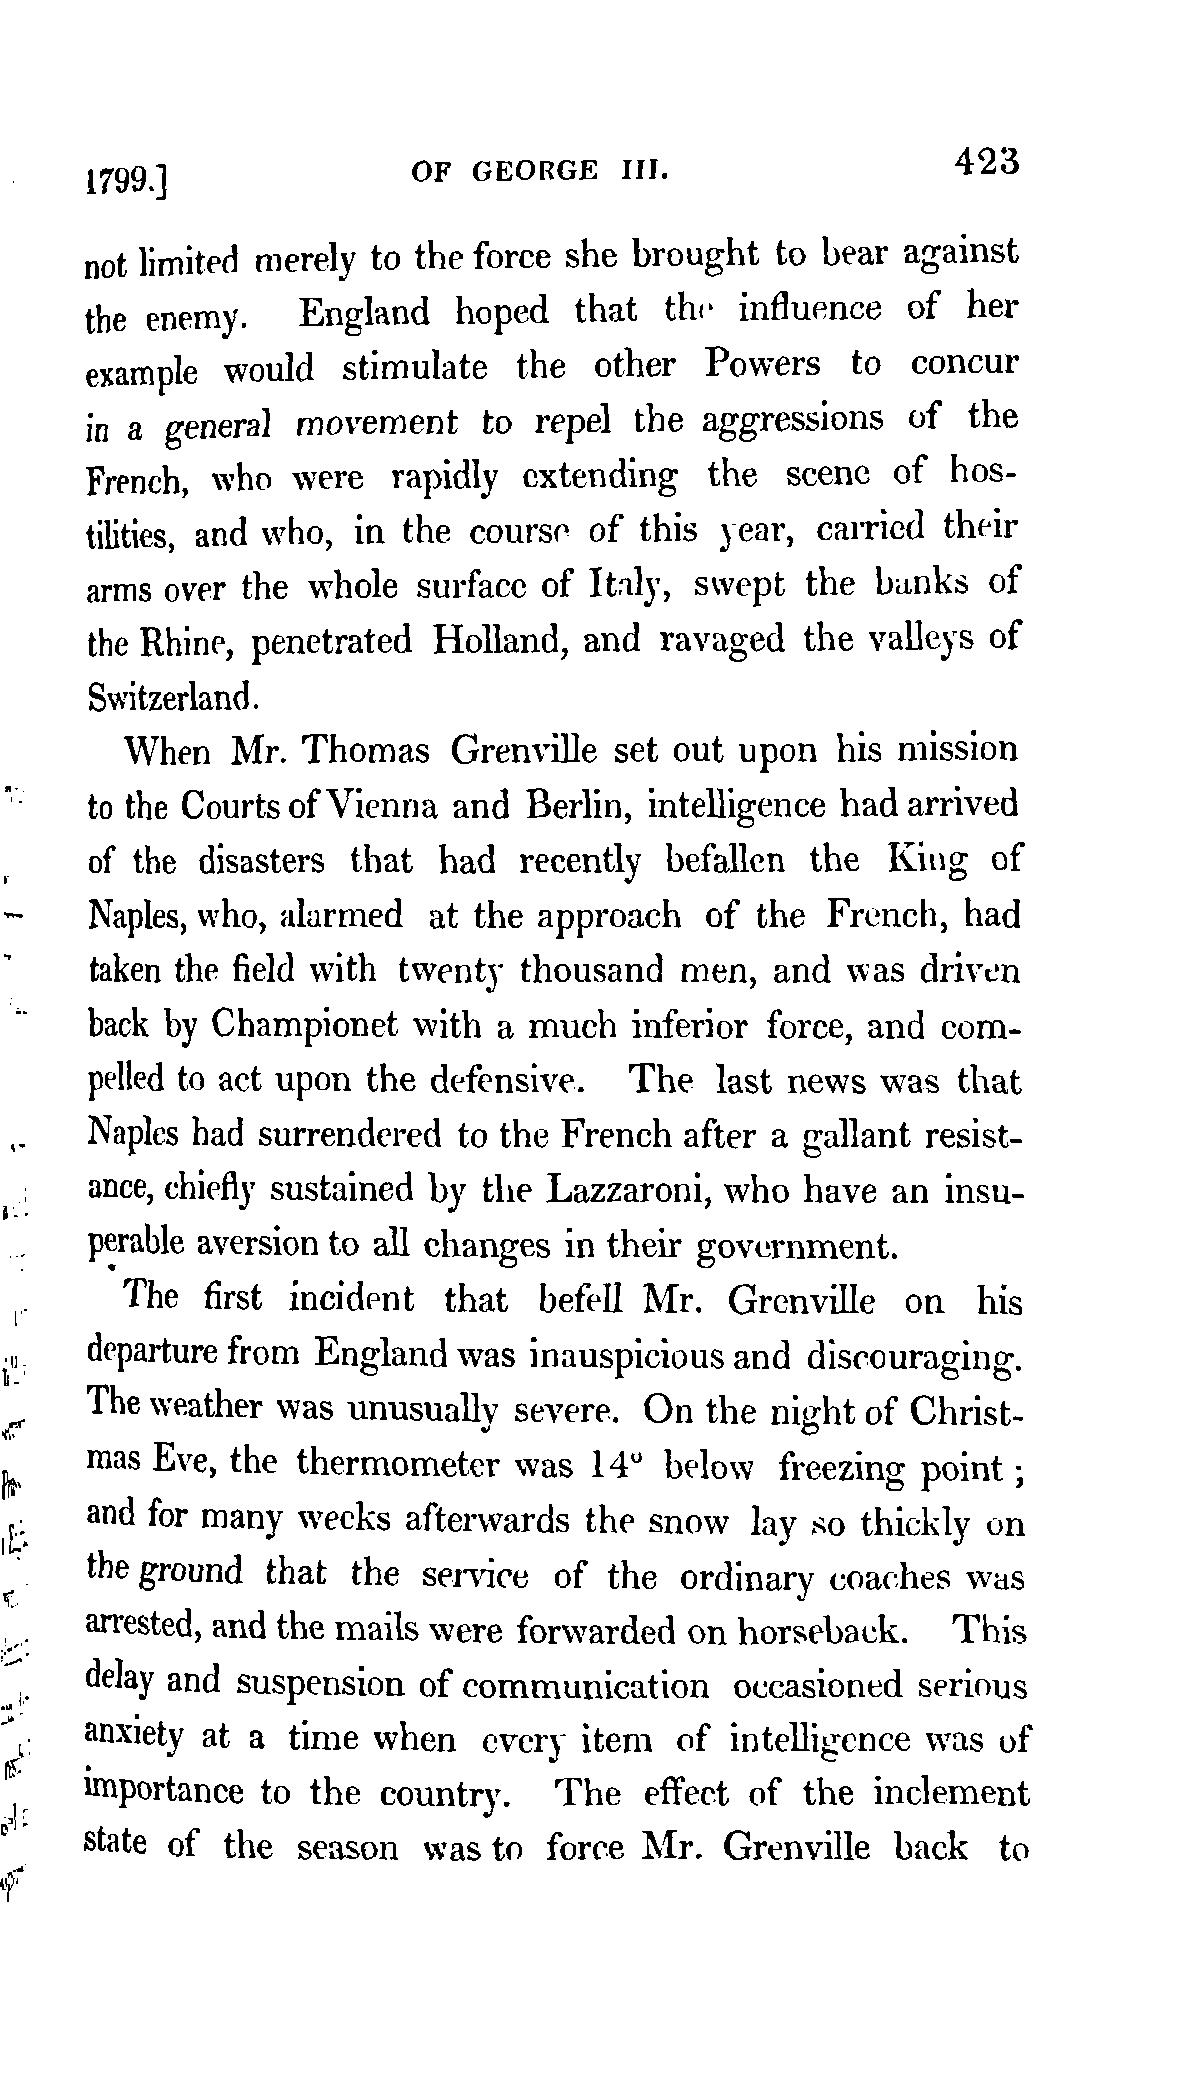 1799.] OF GEORGE III. 423
not limited merely to the force she brought to bear against
the enemy. England hoped that the influence of her
example would stimulate the other Powers to concur
in a general movement to repel the aggressions of the
French, who were rapidly extending the scene of hos-
tilities, and who, in the course of this year, carried their
arms over the whole surface of Italy, swept the banks of
the Rhine, penetrated Holland, and ravaged the valleys of
Switzerland.
When Mr. Thomas Grenville set out upon his mission
to the Courts of Vienna and Berlin, intelligence had arrived
of the disasters that had recently befallen the King of
Naples, who, alarmed at the approach of the French, had
taken the field with twenty thousand men, and was driven
back by Championet with a much inferior force, and com-
pelled to act upon the defensive. The last news was that
Naples had surrendered to the French after a gallant resist-
ance, chiefly sustained by the Lazzaroni, who have an insu-
perable aversion to all changes in their government.
The first incident that befell Mr. Grenville on his
departure from England was inauspicious and discouraging.
The weather was unusually severe. On the night of Christ-
mas Eve, the thermometer was 14° below freezing point;
and for many weeks afterwards the snow lay so thickly on
the ground that the service of the ordinary coaches was
arrested, and the mails were forwarded on horseback. This
delay and suspension of communication occasioned serious
anxiety at a time when every item of intelligence was of
importance to the country. The effect of the inclement
state of the season was to force Mr. Grenville back to